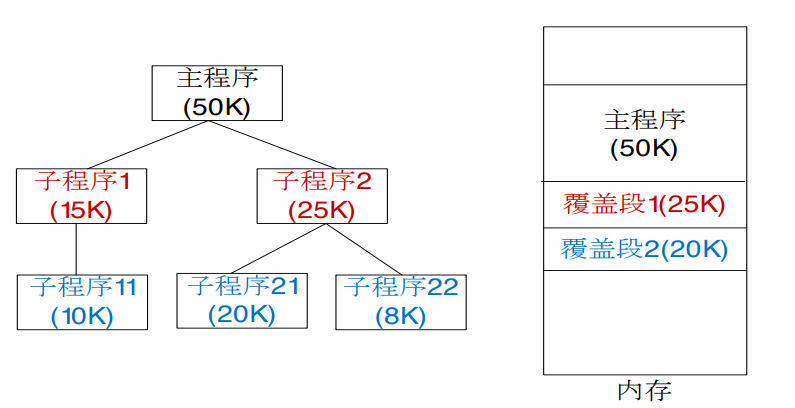 主程序
(50K)
子程序1
(15K)
子程序2
(25K)
子程序11
(10K)
子程序21
(20K)
子程序22
(8K)
主程序
(50K)
覆盖段1(25K)
覆盖段2(20K)
内存